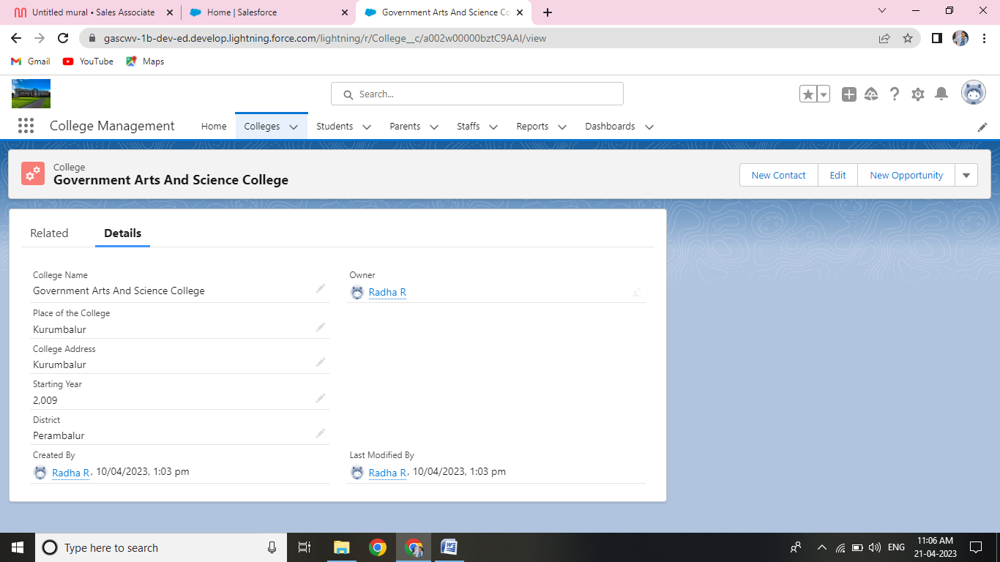 Untitled mural • Sales Associate
Home | Salesforce
Government Arts And Science Co
gascwv-1b-dev-ed.develop.lightning.force.com/lightning/r/College__c/a002w00000bztC9AAI/view
Gmail YouTube Maps
Search...
College Management Home Colleges Students Parents Staffs Reports Dashboards
College
Government Arts And Science College
New Contact Edit New Opportunity
Related Details
College Name
Government Arts And Science College
Owner
Radha R
Place of the College
Kurumbalur
College Address
Kurumbalur
Starting Year
2,009
District
Perambalur
Created By
Radha R, 10/04/2023, 1:03 pm
Last Modified By
Radha R, 10/04/2023, 1:03 pm
Type here to search
ENG
11:06 AM
21-04-2023